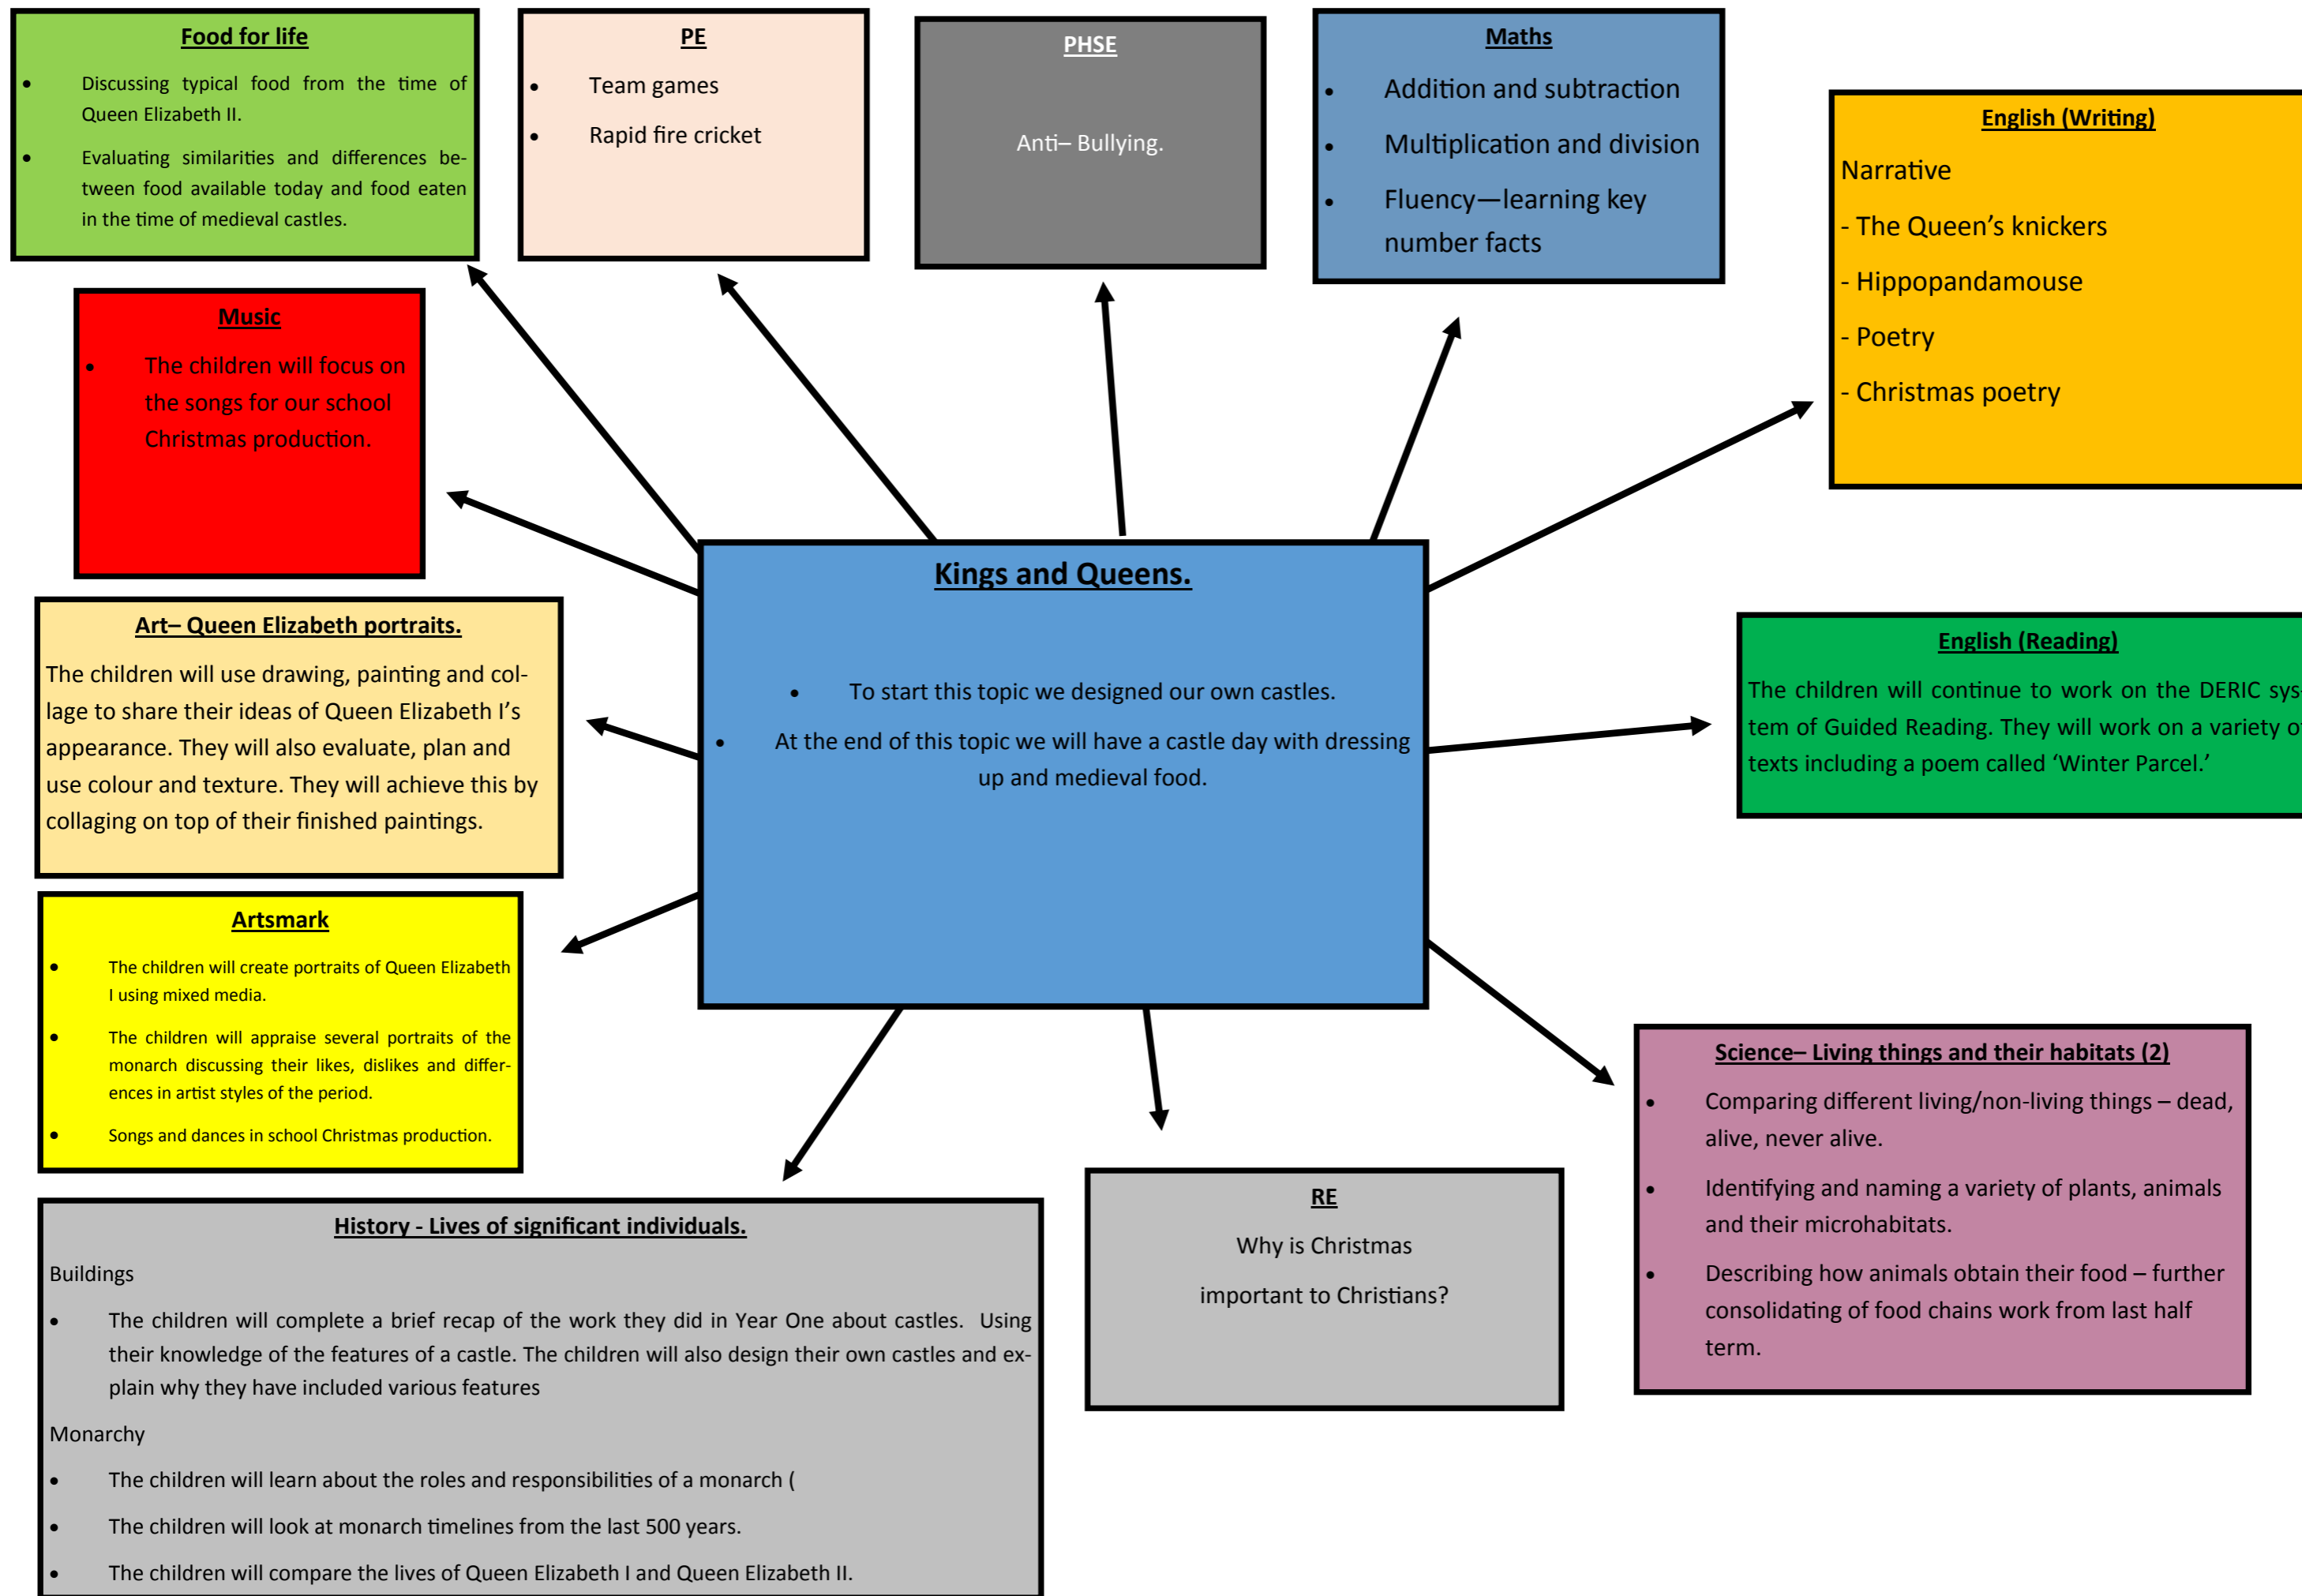 Food for life
• Discussing typical food from the time of
Queen Elizabeth II.
• Evaluating similarities and differences be-
tween food available today and food eaten
in the time of medieval castles.
PE
• Team games
• Rapid fire cricket
PHSE
Anti– Bullying.
Maths
• Addition and subtraction
• Multiplication and division
• Fluency—learning key
number facts
English (Writing)
Narrative
- The Queen’s knickers
- Hippopandamouse
- Poetry
- Christmas poetry
Music
• The children will focus on
the songs for our school
Christmas production.
Kings and Queens.
• To start this topic we designed our own castles.
• At the end of this topic we will have a castle day with dressing
up and medieval food.
Art– Queen Elizabeth portraits.
The children will use drawing, painting and col-
lage to share their ideas of Queen Elizabeth I’s
appearance. They will also evaluate, plan and
use colour and texture. They will achieve this by
collaging on top of their finished paintings.
English (Reading)
The children will continue to work on the DERIC sys-
tem of Guided Reading. They will work on a variety of
texts including a poem called ‘Winter Parcel.’
Artsmark
• The children will create portraits of Queen Elizabeth
I using mixed media.
• The children will appraise several portraits of the
monarch discussing their likes, dislikes and differ-
ences in artist styles of the period.
• Songs and dances in school Christmas production.
Science– Living things and their habitats (2)
• Comparing different living/non-living things – dead,
alive, never alive.
• Identifying and naming a variety of plants, animals
and their microhabitats.
• Describing how animals obtain their food – further
consolidating of food chains work from last half
term.
RE
Why is Christmas
important to Christians?
History - Lives of significant individuals.
Buildings
• The children will complete a brief recap of the work they did in Year One about castles.  Using
their knowledge of the features of a castle. The children will also design their own castles and ex-
plain why they have included various features
Monarchy
• The children will learn about the roles and responsibilities of a monarch (
• The children will look at monarch timelines from the last 500 years.
• The children will compare the lives of Queen Elizabeth I and Queen Elizabeth II.